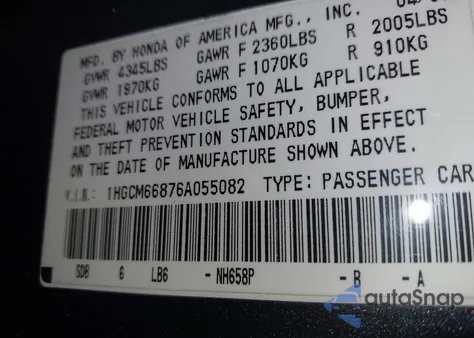 MFD. BY HONDA OF AMERICA MFG., INC.
GVWR 4345LBS GAWR F 2360LBS R 2005LBS
GVWR 1970KG GAWR F 1070KG R 910KG
THIS VEHICLE CONFORMS TO ALL APPLICABLE
FEDERAL MOTOR VEHICLE SAFETY, BUMPER,
AND THEFT PREVENTION STANDARDS IN EFFECT
ON THE DATE OF MANUFACTURE SHOWN ABOVE.
V.I.N.: 1HGCM66876A055082 TYPE: PASSENGER CAR
SDB 6 LB6 - NH658P - B - A
autaSnap